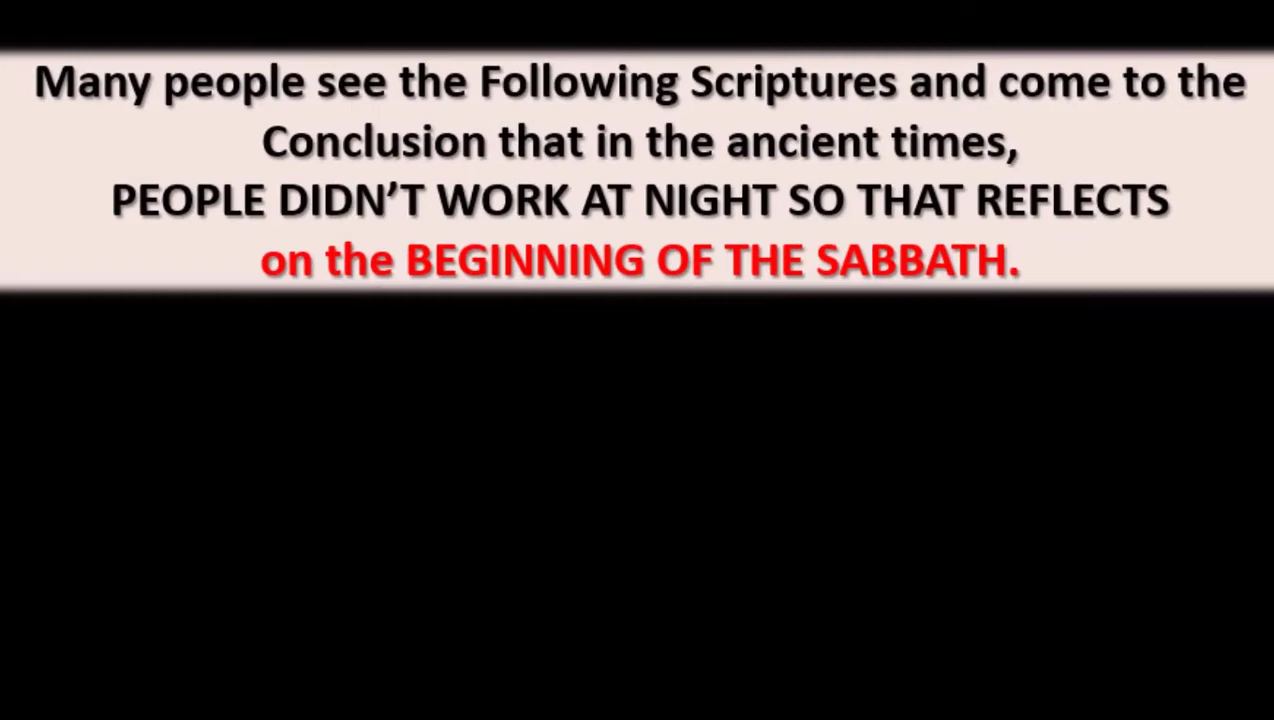 Many people see the Following Scriptures and come to the
Conclusion that in the ancient times,
PEOPLE DIDN’T WORK AT NIGHT SO THAT REFLECTS
on the BEGINNING OF THE SABBATH.